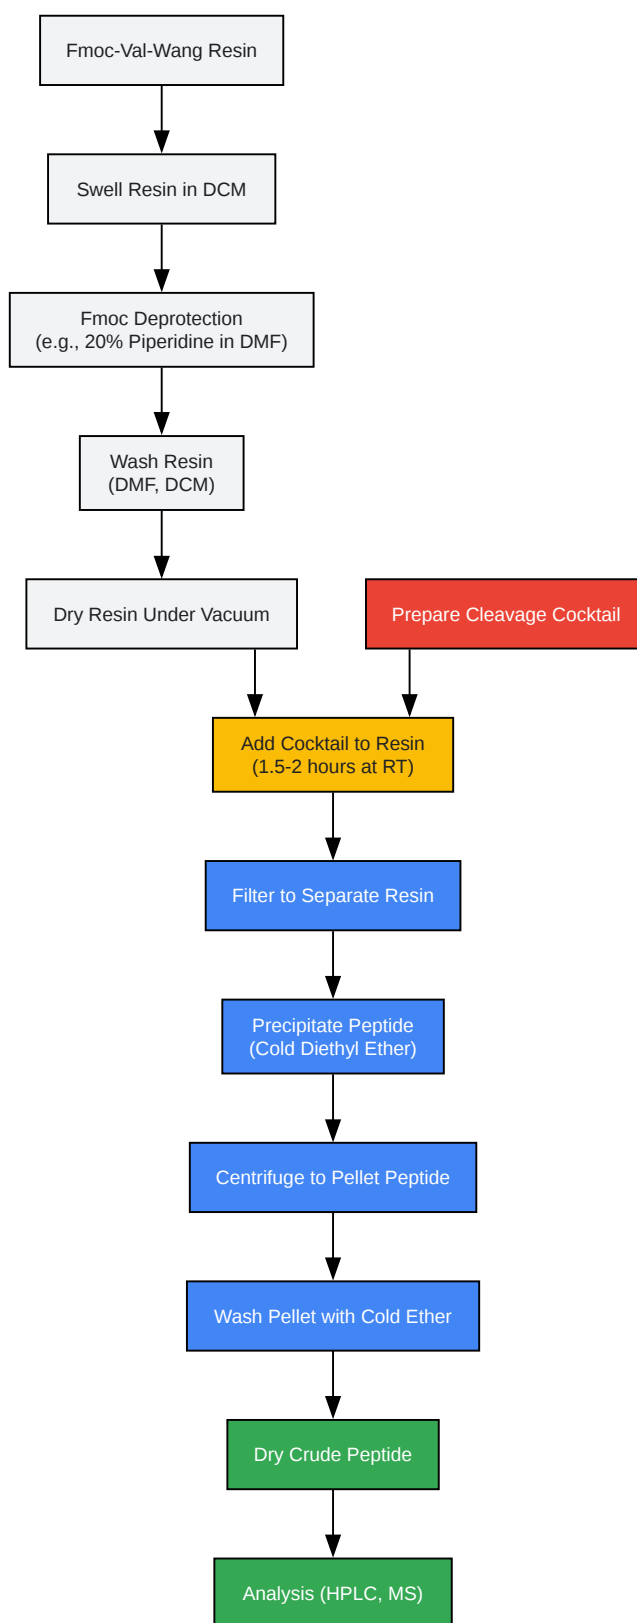 Fmoc-Val-Wang Resin
Swell Resin in DCM
Fmoc Deprotection
(e.g., 20% Piperidine in DMF)
Wash Resin
(DMF, DCM)
Dry Resin Under Vacuum
Prepare Cleavage Cocktail
Add Cocktail to Resin
(1.5-2 hours at RT)
Filter to Separate Resin
Precipitate Peptide
(Cold Diethyl Ether)
Centrifuge to Pellet Peptide
Wash Pellet with Cold Ether
Dry Crude Peptide
Analysis (HPLC, MS)